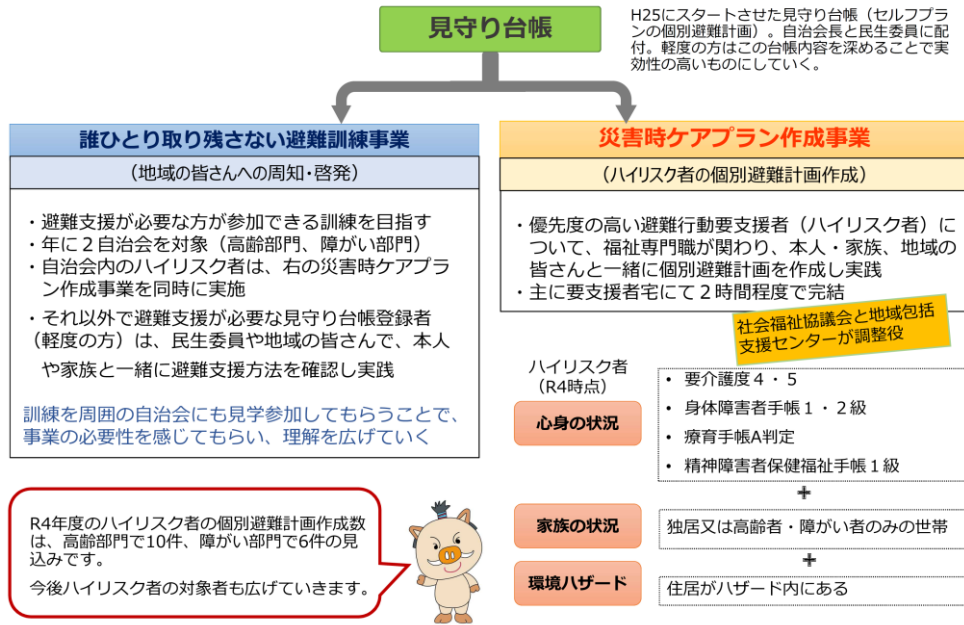 見守り台帳
H25にスタートさせた見守り台帳（セルフプラ
ンの個別避難計画）。自治会長と民生委員に配
付。軽度の方はこの台帳内容を深めることで実
効性の高いものにしていく。
誰ひとり取り残さない避難訓練事業
（地域の皆さんへの周知・啓発）
・避難支援が必要な方が参加できる訓練を目指す
・年に２自治会を対象（高齢部門、障がい部門）
・自治会内のハイリスク者は、右の災害時ケアプラ
ン作成事業を同時に実施
・それ以外で避難支援が必要な見守り台帳登録者
（軽度の方）は、民生委員や地域の皆さんで、本人
や家族と一緒に避難支援方法を確認し実践
訓練を周囲の自治会にも見学参加してもらうことで、
事業の必要性を感じてもらい、理解を広げていく
災害時ケアプラン作成事業
（ハイリスク者の個別避難計画作成）
・優先度の高い避難行動要支援者（ハイリスク者）に
ついて、福祉専門職が関わり、本人・家族、地域の
皆さんと一緒に個別避難計画を作成し実践
・主に要支援者宅にて２時間程度で完結
社会福祉協議会と地域包括
支援センターが調整役
ハイリスク者
（R4時点）
心身の状況
• 要介護度４・５
• 身体障害者手帳１・２級
• 療育手帳A判定
• 精神障害者保健福祉手帳１級
+
家族の状況
独居又は高齢者・障がい者のみの世帯
+
環境ハザード
住居がハザード内にある
R4年度のハイリスク者の個別避難計画作成数
は、高齢部門で10件、障がい部門で6件の見
込みです。
今後ハイリスク者の対象者も広げていきます。